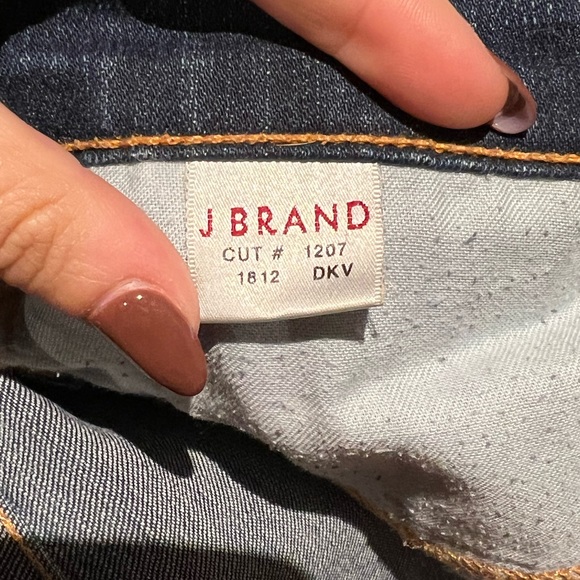 J BRAND
CUT # 1207
1812 DKV